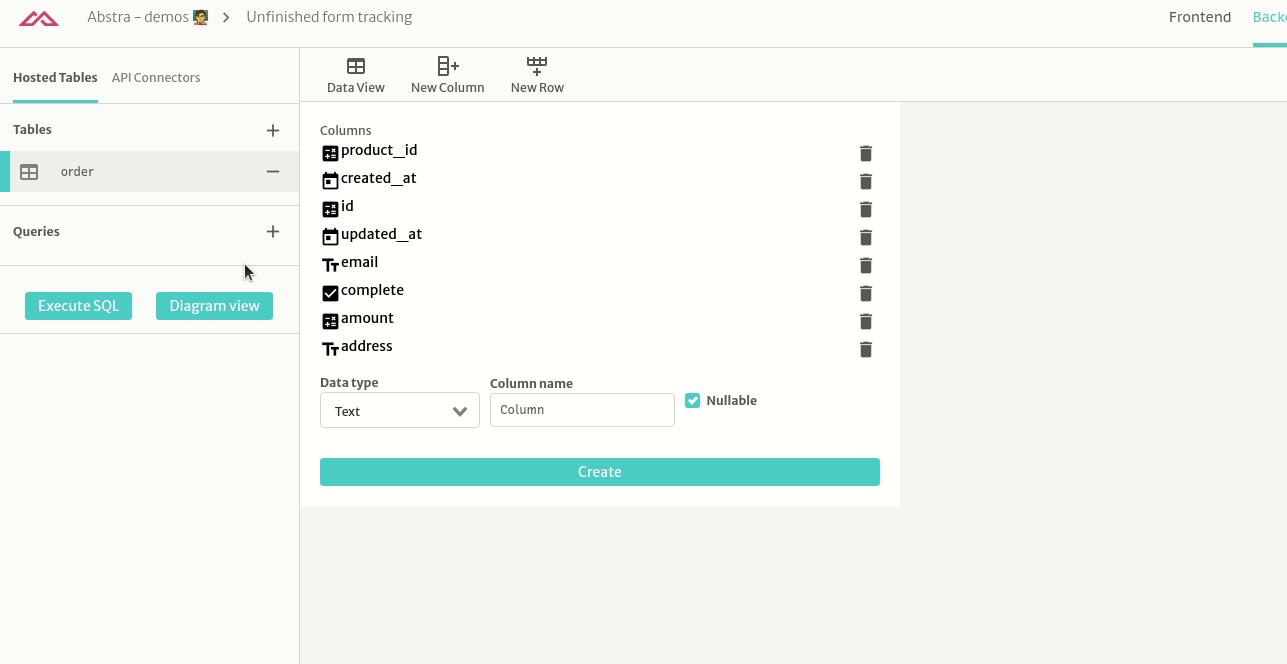 Abstra - demos 🧑‍🏫 > Unfinished form tracking
Frontend
Hosted Tables API Connectors
Data View New Column New Row
Tables
order
Queries
Execute SQL Diagram view
Columns
product_id
created_at
id
updated_at
email
complete
amount
address
Data type Column name
Text Column Nullable
Create